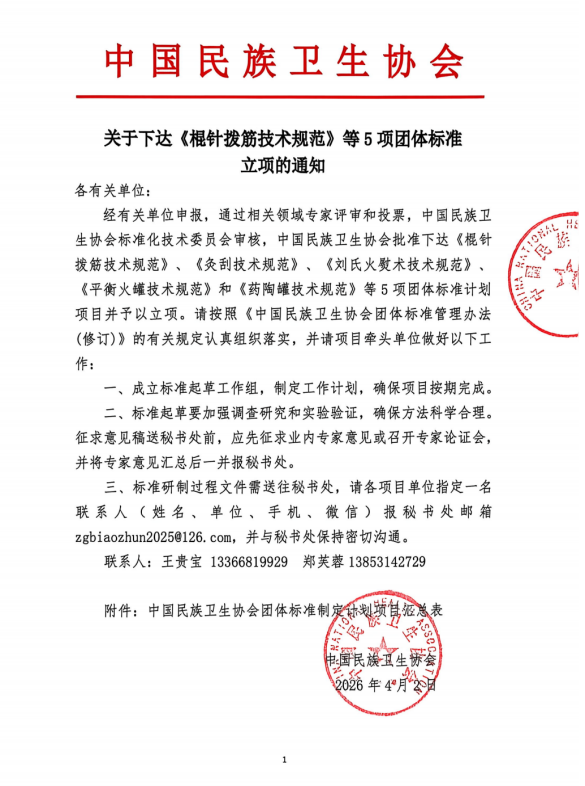 中国民族卫生协会
关于下达《棍针拨筋技术规范》等 5 项团体标准
立项的通知
各有关单位：
经有关单位申报，通过相关领域专家评审和投票，中国民族卫
生协会标准化技术委员会审核，中国民族卫生协会批准下达《棍针
拨筋技术规范》、《灸刮技术规范》、《刘氏火熨术技术规范》、
《平衡火罐技术规范》和《药陶罐技术规范》等 5 项团体标准计划
项目并予以立项。请按照《中国民族卫生协会团体标准管理办法
(修订)》的有关规定认真组织落实，并请项目牵头单位做好以下工
作：
一、成立标准起草工作组，制定工作计划，确保项目按期完成。
二、标准起草要加强调查研究和实验验证，确保方法科学合理。
征求意见稿送秘书处前，应先征求业内专家意见或召开专家论证会，
并将专家意见汇总后一并报秘书处。
三、标准研制过程文件需送往秘书处，请各项目单位指定一名
联系人（姓名、单位、手机、微信）报秘书处邮箱
zgbiaozhun2025@126.com，并与秘书处保持密切沟通。
联系人：王贵宝 13366819929 郑芙蓉 13853142729
附件：中国民族卫生协会团体标准制定计划项目汇总表
中国民族卫生协会
2026 年 4 月 2 日
CHINA NATIONAL HE
中国民族
CHINA NATIONAL HEALTH ASSOCIATION
中国民族卫生协会
1